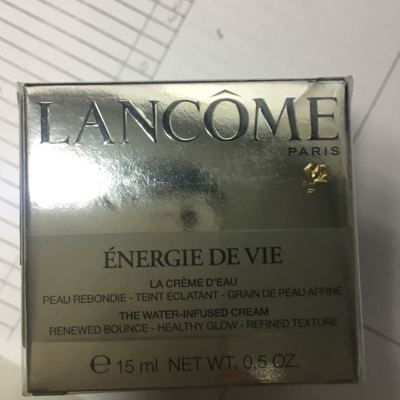 LANCÔME
PARIS
ÉNERGIE DE VIE
LA CRÈME D'EAU
PEAU REBONDIE - TEINT ÉCLATANT - GRAIN DE PEAU AFFINÉ
THE WATER-INFUSED CREAM
RENEWED BOUNCE - HEALTHY GLOW - REFINED TEXTURE
℮ 15 ml NET WT. 0.5 OZ.